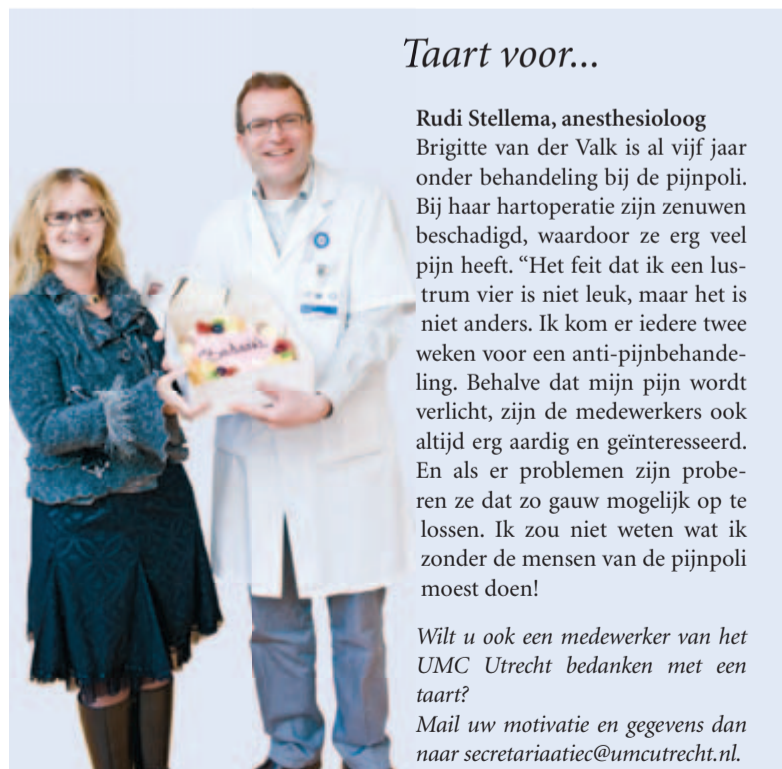 Taart voor...
Rudi Stellema, anesthesioloog
Brigitte van der Valk is al vijf jaar
onder behandeling bij de pijnpoli.
Bij haar hartoperatie zijn zenuwen
beschadigd, waardoor ze erg veel
pijn heeft. “Het feit dat ik een lus-
trum vier is niet leuk, maar het is
niet anders. Ik kom er iedere twee
weken voor een anti-pijnbehande-
ling. Behalve dat mijn pijn wordt
verlicht, zijn de medewerkers ook
altijd erg aardig en geïnteresseerd.
En als er problemen zijn probe-
ren ze dat zo gauw mogelijk op te
lossen. Ik zou niet weten wat ik
zonder de mensen van de pijnpoli
moest doen!
Wilt u ook een medewerker van het
UMC Utrecht bedanken met een
taart?
Mail uw motivatie en gegevens dan
naar secretariaatiec@umcutrecht.nl.